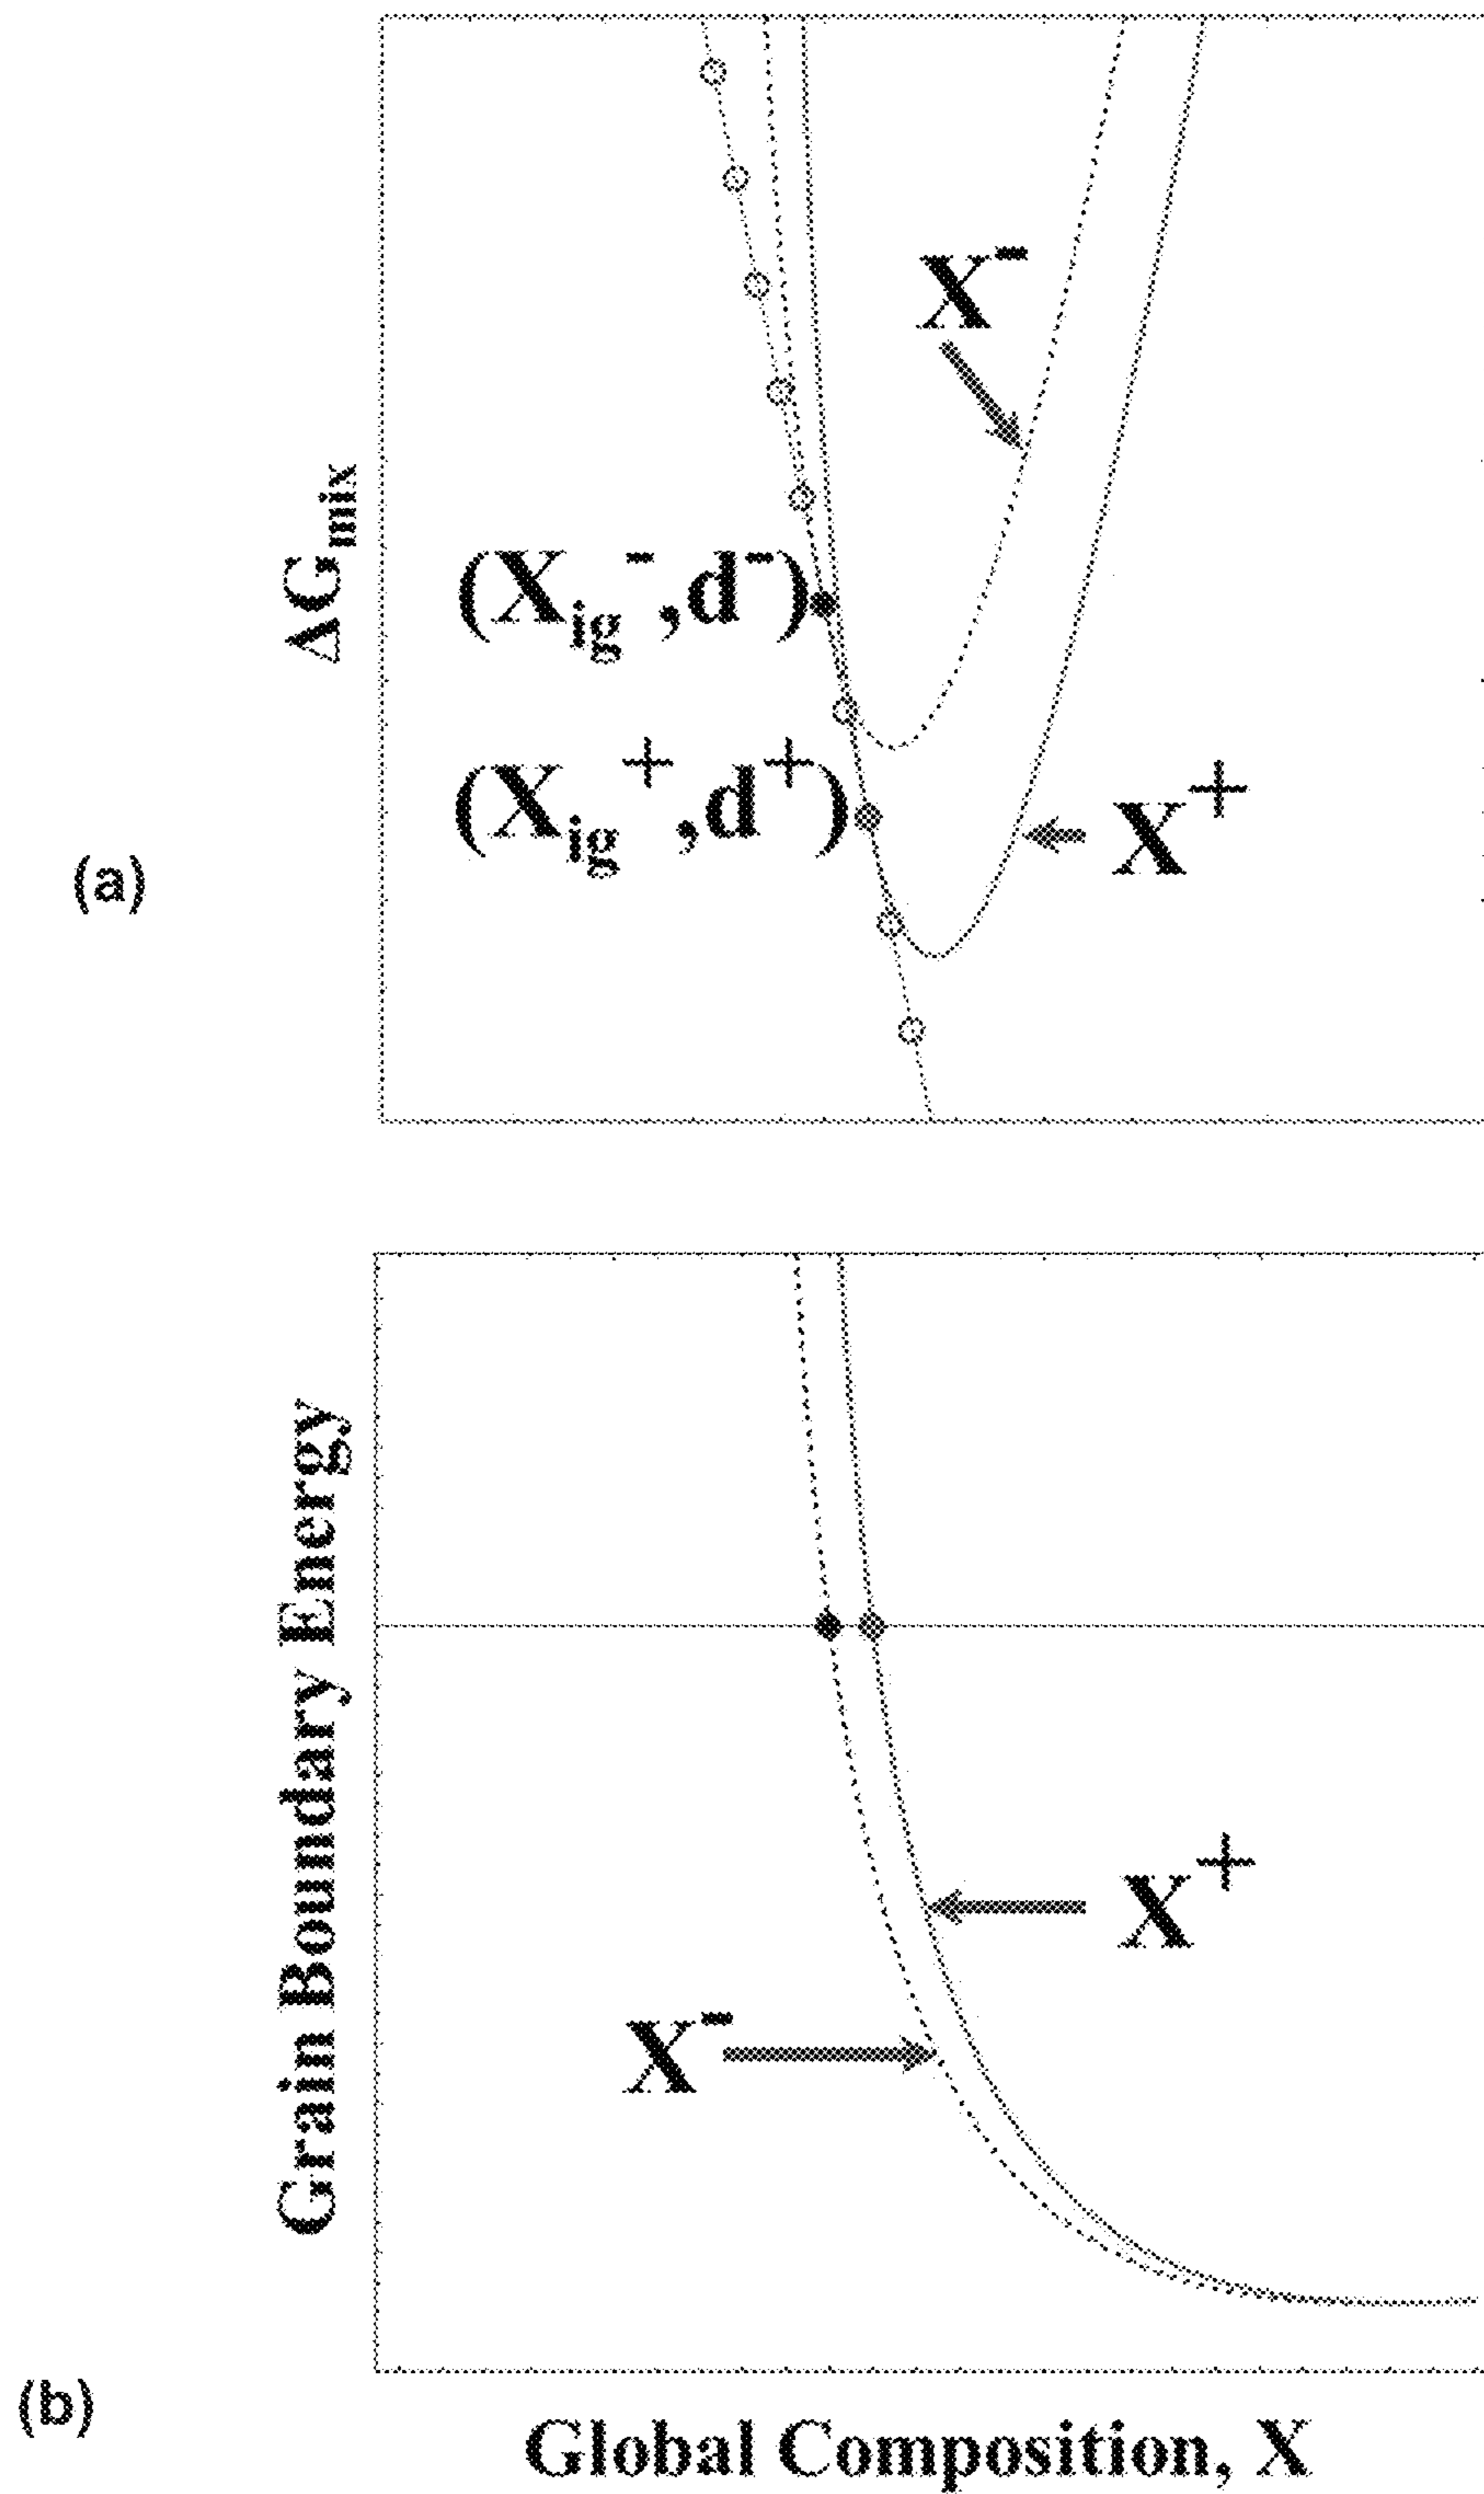 X⁻
ΔGmix
(Xig⁻,d⁻)
(Xig⁺,d⁺)
X⁺
(a)
Grain Boundary Energy
X⁺
X⁻
(b)
Global Composition, X